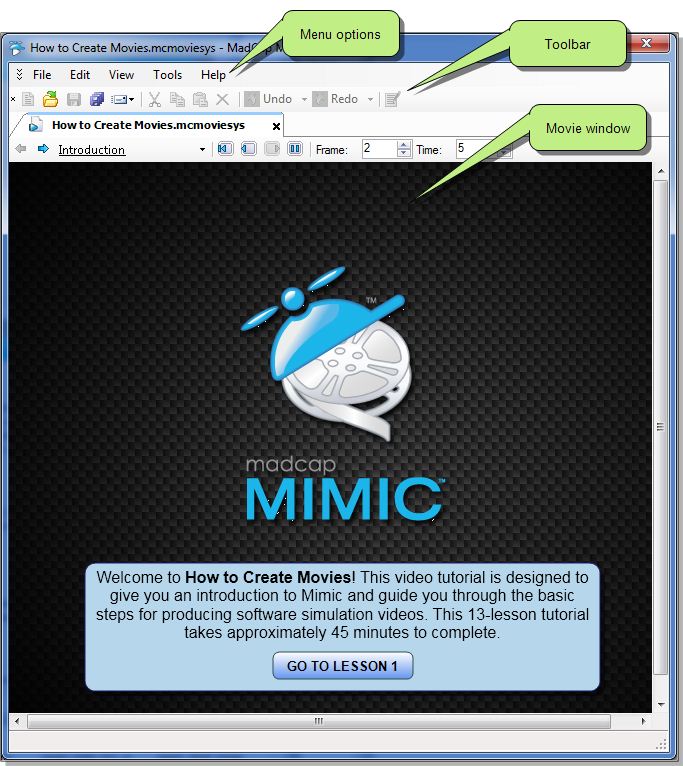 Menu options
How to Create Movies.mcmoviesys - MadCap M
Toolbar
File Edit View Tools Help
Undo Redo
How to Create Movies.mcmoviesys
Movie window
Introduction Frame: 2 Time: 5
TM
madcap
MIMIC™
Welcome to How to Create Movies! This video tutorial is designed to
give you an introduction to Mimic and guide you through the basic
steps for producing software simulation videos. This 13-lesson tutorial
takes approximately 45 minutes to complete.
GO TO LESSON 1